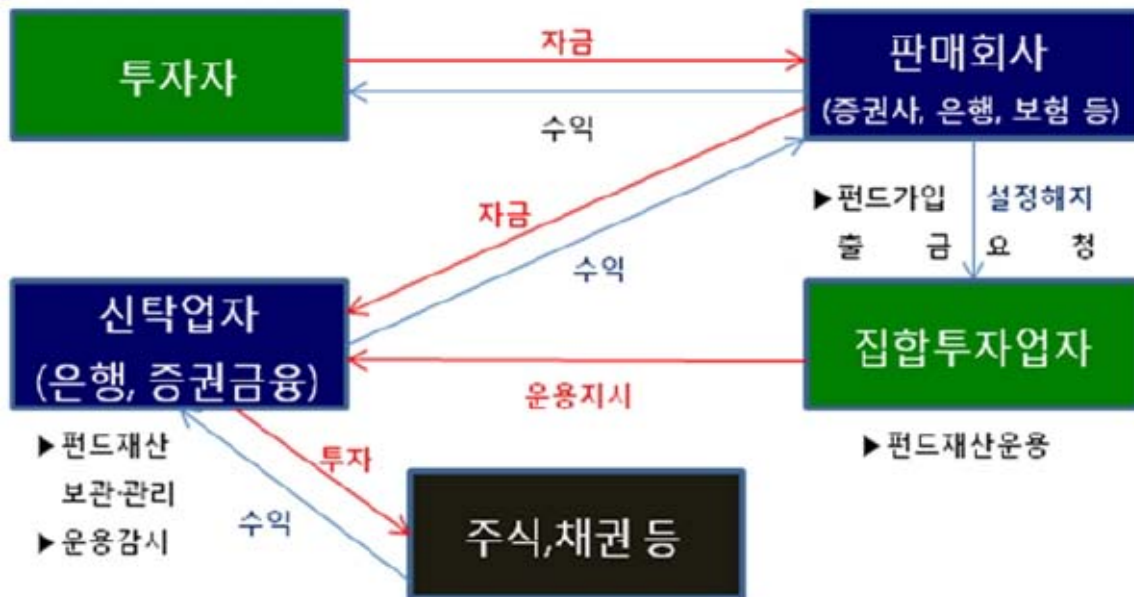 투자자
자금
수익
판매회사
(증권사, 은행, 보험 등)
자금
수익
▶펀드가입 설정해지
출 금 요 청
신탁업자
(은행, 증권금융)
운용지시
집합투자업자
▶펀드재산
보관·관리
▶운용감시
투자
수익
▶펀드재산운용
주식,채권 등